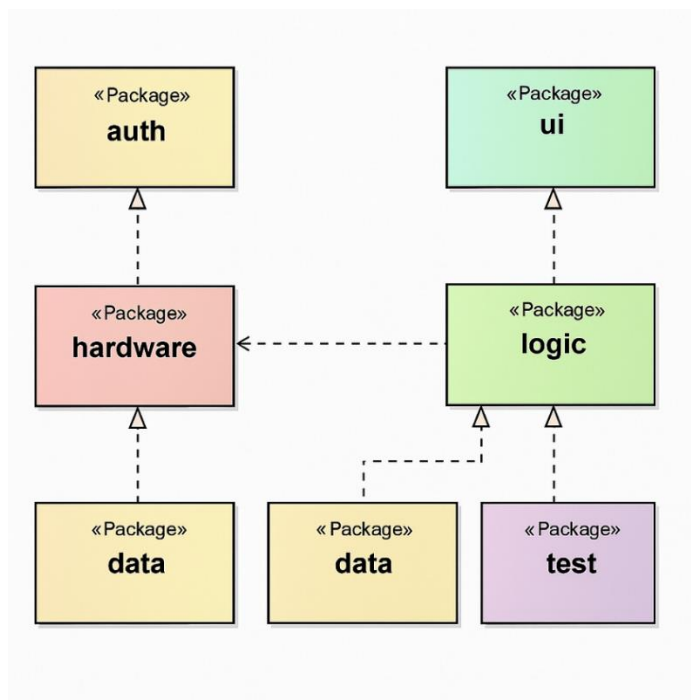 «Package»
auth
«Package»
ui
«Package»
hardware
«Package»
logic
«Package»
data
«Package»
data
«Package»
test